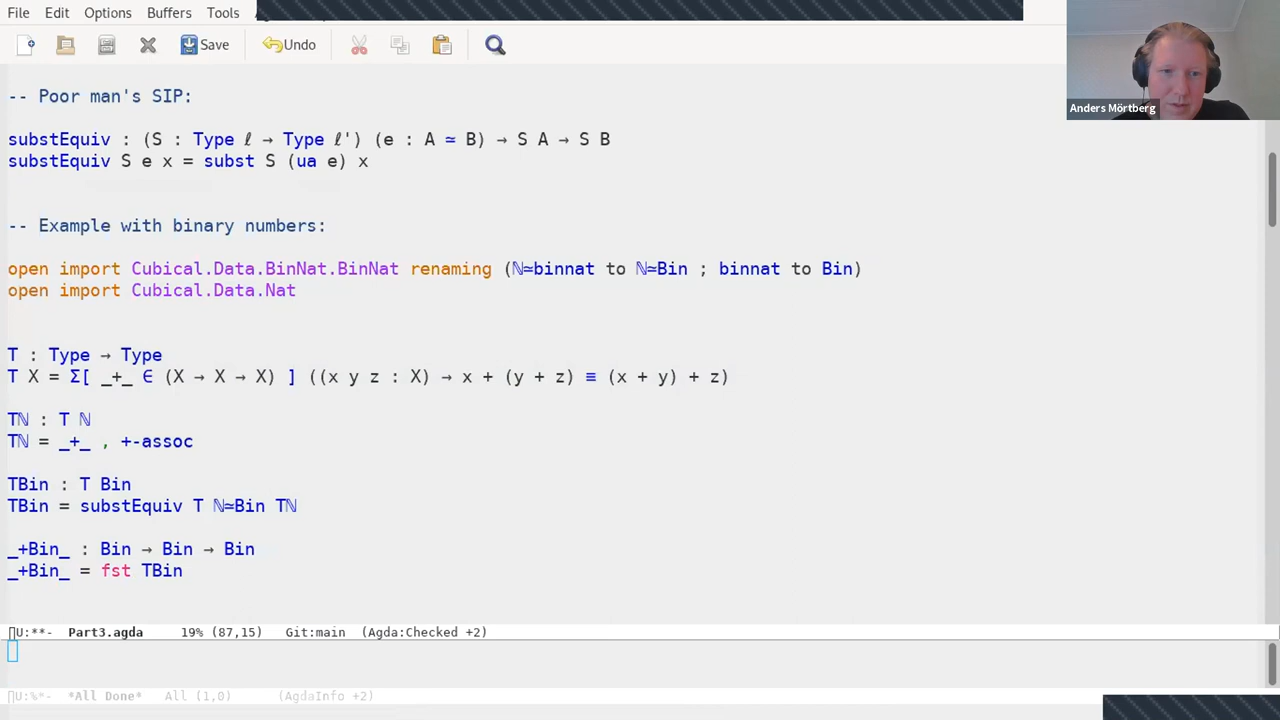 File Edit Options Buffers Tools
Save Undo
Anders Mörtberg
-- Poor man's SIP:
substEquiv : (S : Type ℓ → Type ℓ') (e : A ≃ B) → S A → S B
substEquiv S e x = subst S (ua e) x
-- Example with binary numbers:
open import Cubical.Data.BinNat.BinNat renaming (ℕ≃binnat to ℕ≃Bin ; binnat to Bin)
open import Cubical.Data.Nat
T : Type → Type
T X = Σ[ _+_ ∈ (X → X → X) ] ((x y z : X) → x + (y + z) ≡ (x + y) + z)
Tℕ : T ℕ
Tℕ = _+_ , +-assoc
TBin : T Bin
TBin = substEquiv T ℕ≃Bin Tℕ
_+Bin_ : Bin → Bin → Bin
_+Bin_ = fst TBin
U:**- Part3.agda 19% (87,15) Git:main (Agda:Checked +2)
U:%*- *All Done* All (1,0) (AgdaInfo +2)